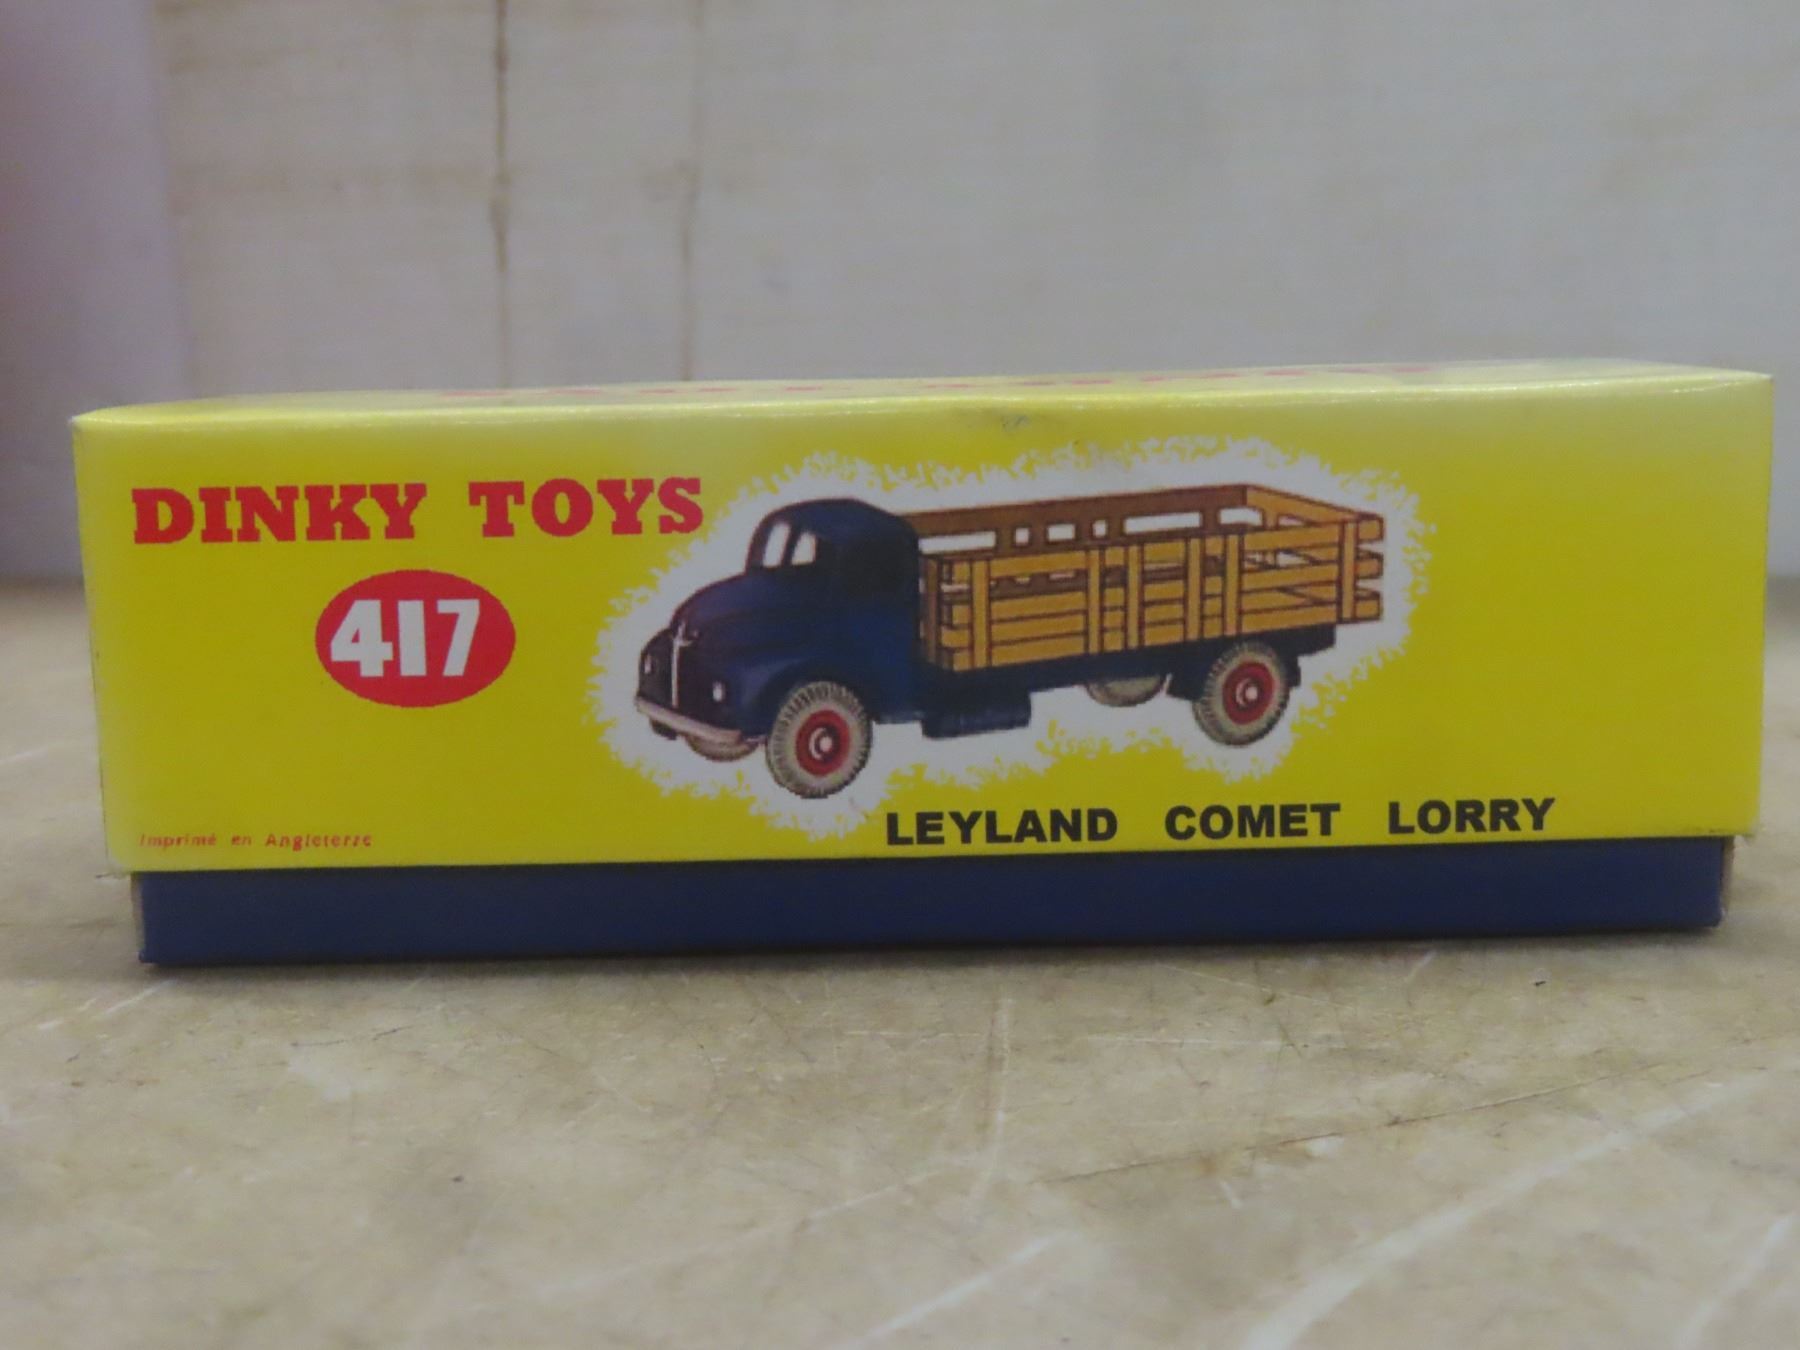 DINKY TOYS
417
LEYLAND COMET LORRY
Imprimé en Angleterre